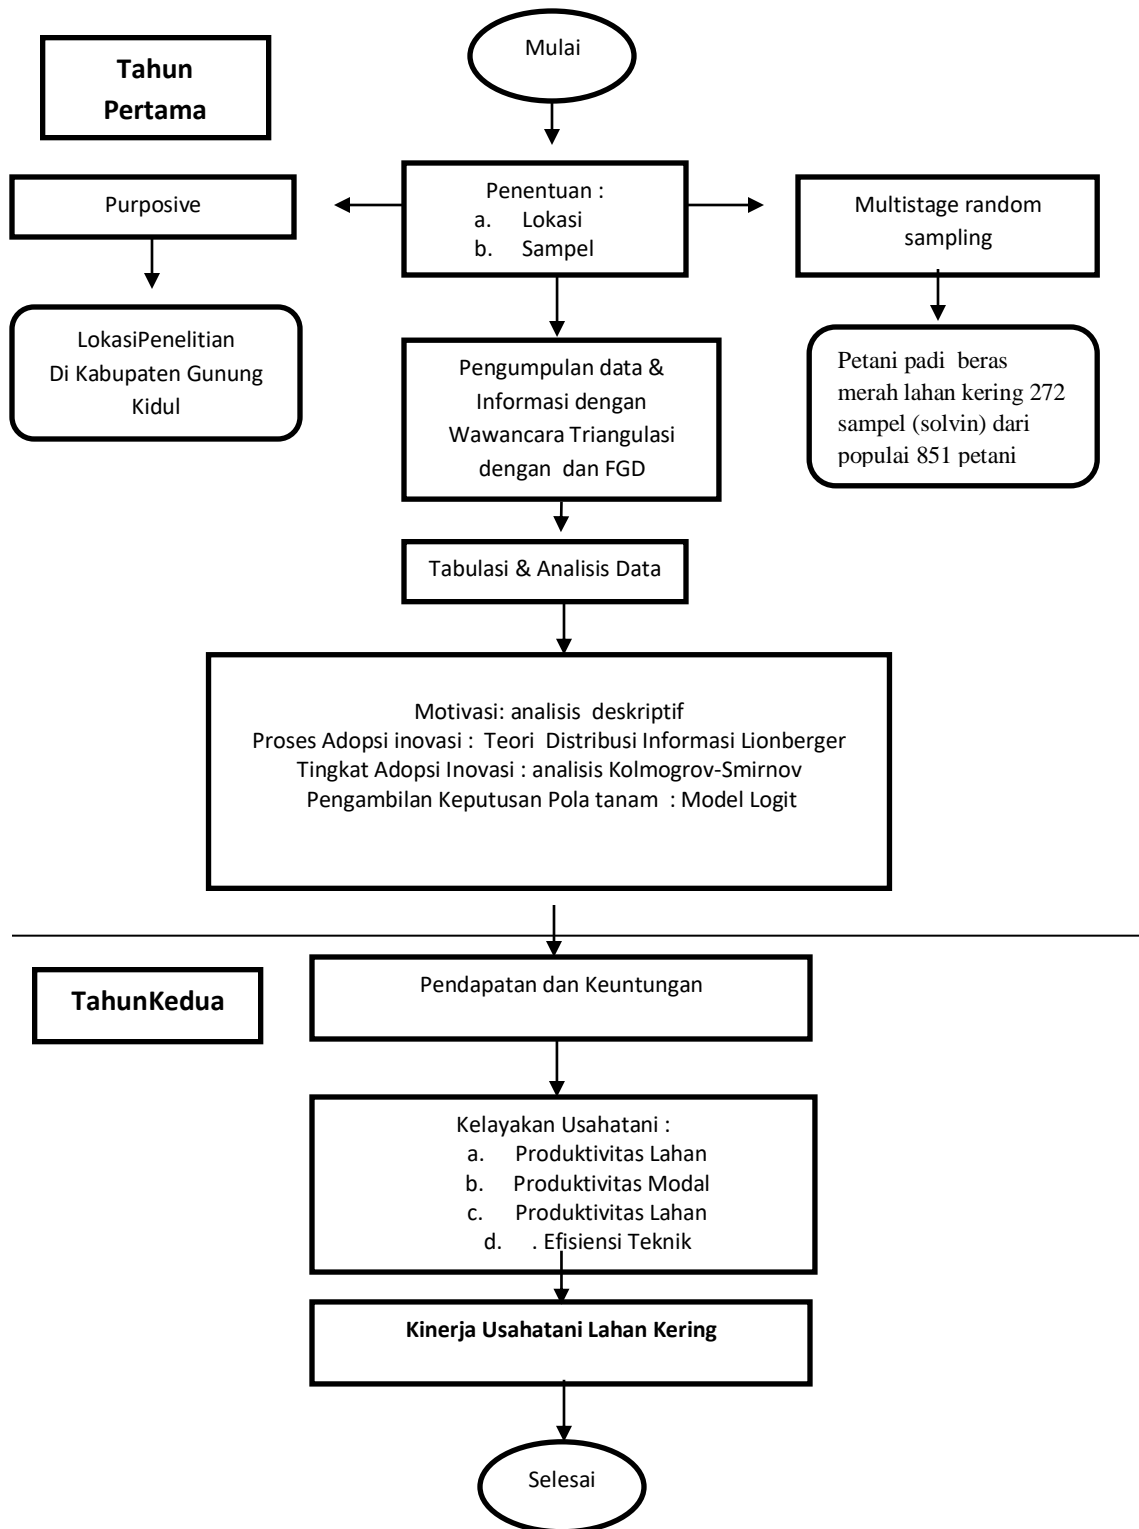 Mulai
Tahun
Pertama
Purposive
Penentuan :
a. Lokasi
b. Sampel
Multistage random
sampling
LokasiPenelitian
Di Kabupaten Gunung
Kidul
Pengumpulan data &
Informasi dengan
Wawancara Triangulasi
dengan dan FGD
Petani padi beras
merah lahan kering 272
sampel (solvin) dari
populai 851 petani
Tabulasi & Analisis Data
Motivasi: analisis deskriptif
Proses Adopsi inovasi : Teori Distribusi Informasi Lionberger
Tingkat Adopsi Inovasi : analisis Kolmogrov-Smirnov
Pengambilan Keputusan Pola tanam : Model Logit
TahunKedua
Pendapatan dan Keuntungan
Kelayakan Usahatani :
a. Produktivitas Lahan
b. Produktivitas Modal
c. Produktivitas Lahan
d. . Efisiensi Teknik
Kinerja Usahatani Lahan Kering
Selesai